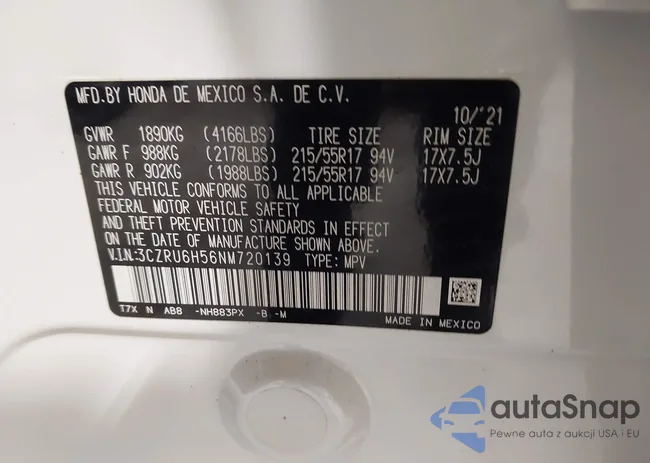 MFD.BY HONDA DE MEXICO S.A. DE C.V.
10/'21
GVWR 1890KG (4166LBS) TIRE SIZE RIM SIZE
GAWR F 988KG (2178LBS) 215/55R17 94V 17X7.5J
GAWR R 902KG (1988LBS) 215/55R17 94V 17X7.5J
THIS VEHICLE CONFORMS TO ALL APPLICABLE
FEDERAL MOTOR VEHICLE SAFETY
AND THEFT PREVENTION STANDARDS IN EFFECT
ON THE DATE OF MANUFACTURE SHOWN ABOVE.
V.I.N:3CZRU6H56NM720139 TYPE: MPV
T7X N AB8 -NH883PX -B -M
MADE IN MEXICO
autaSnap
Pewne auta z aukcji USA i EU